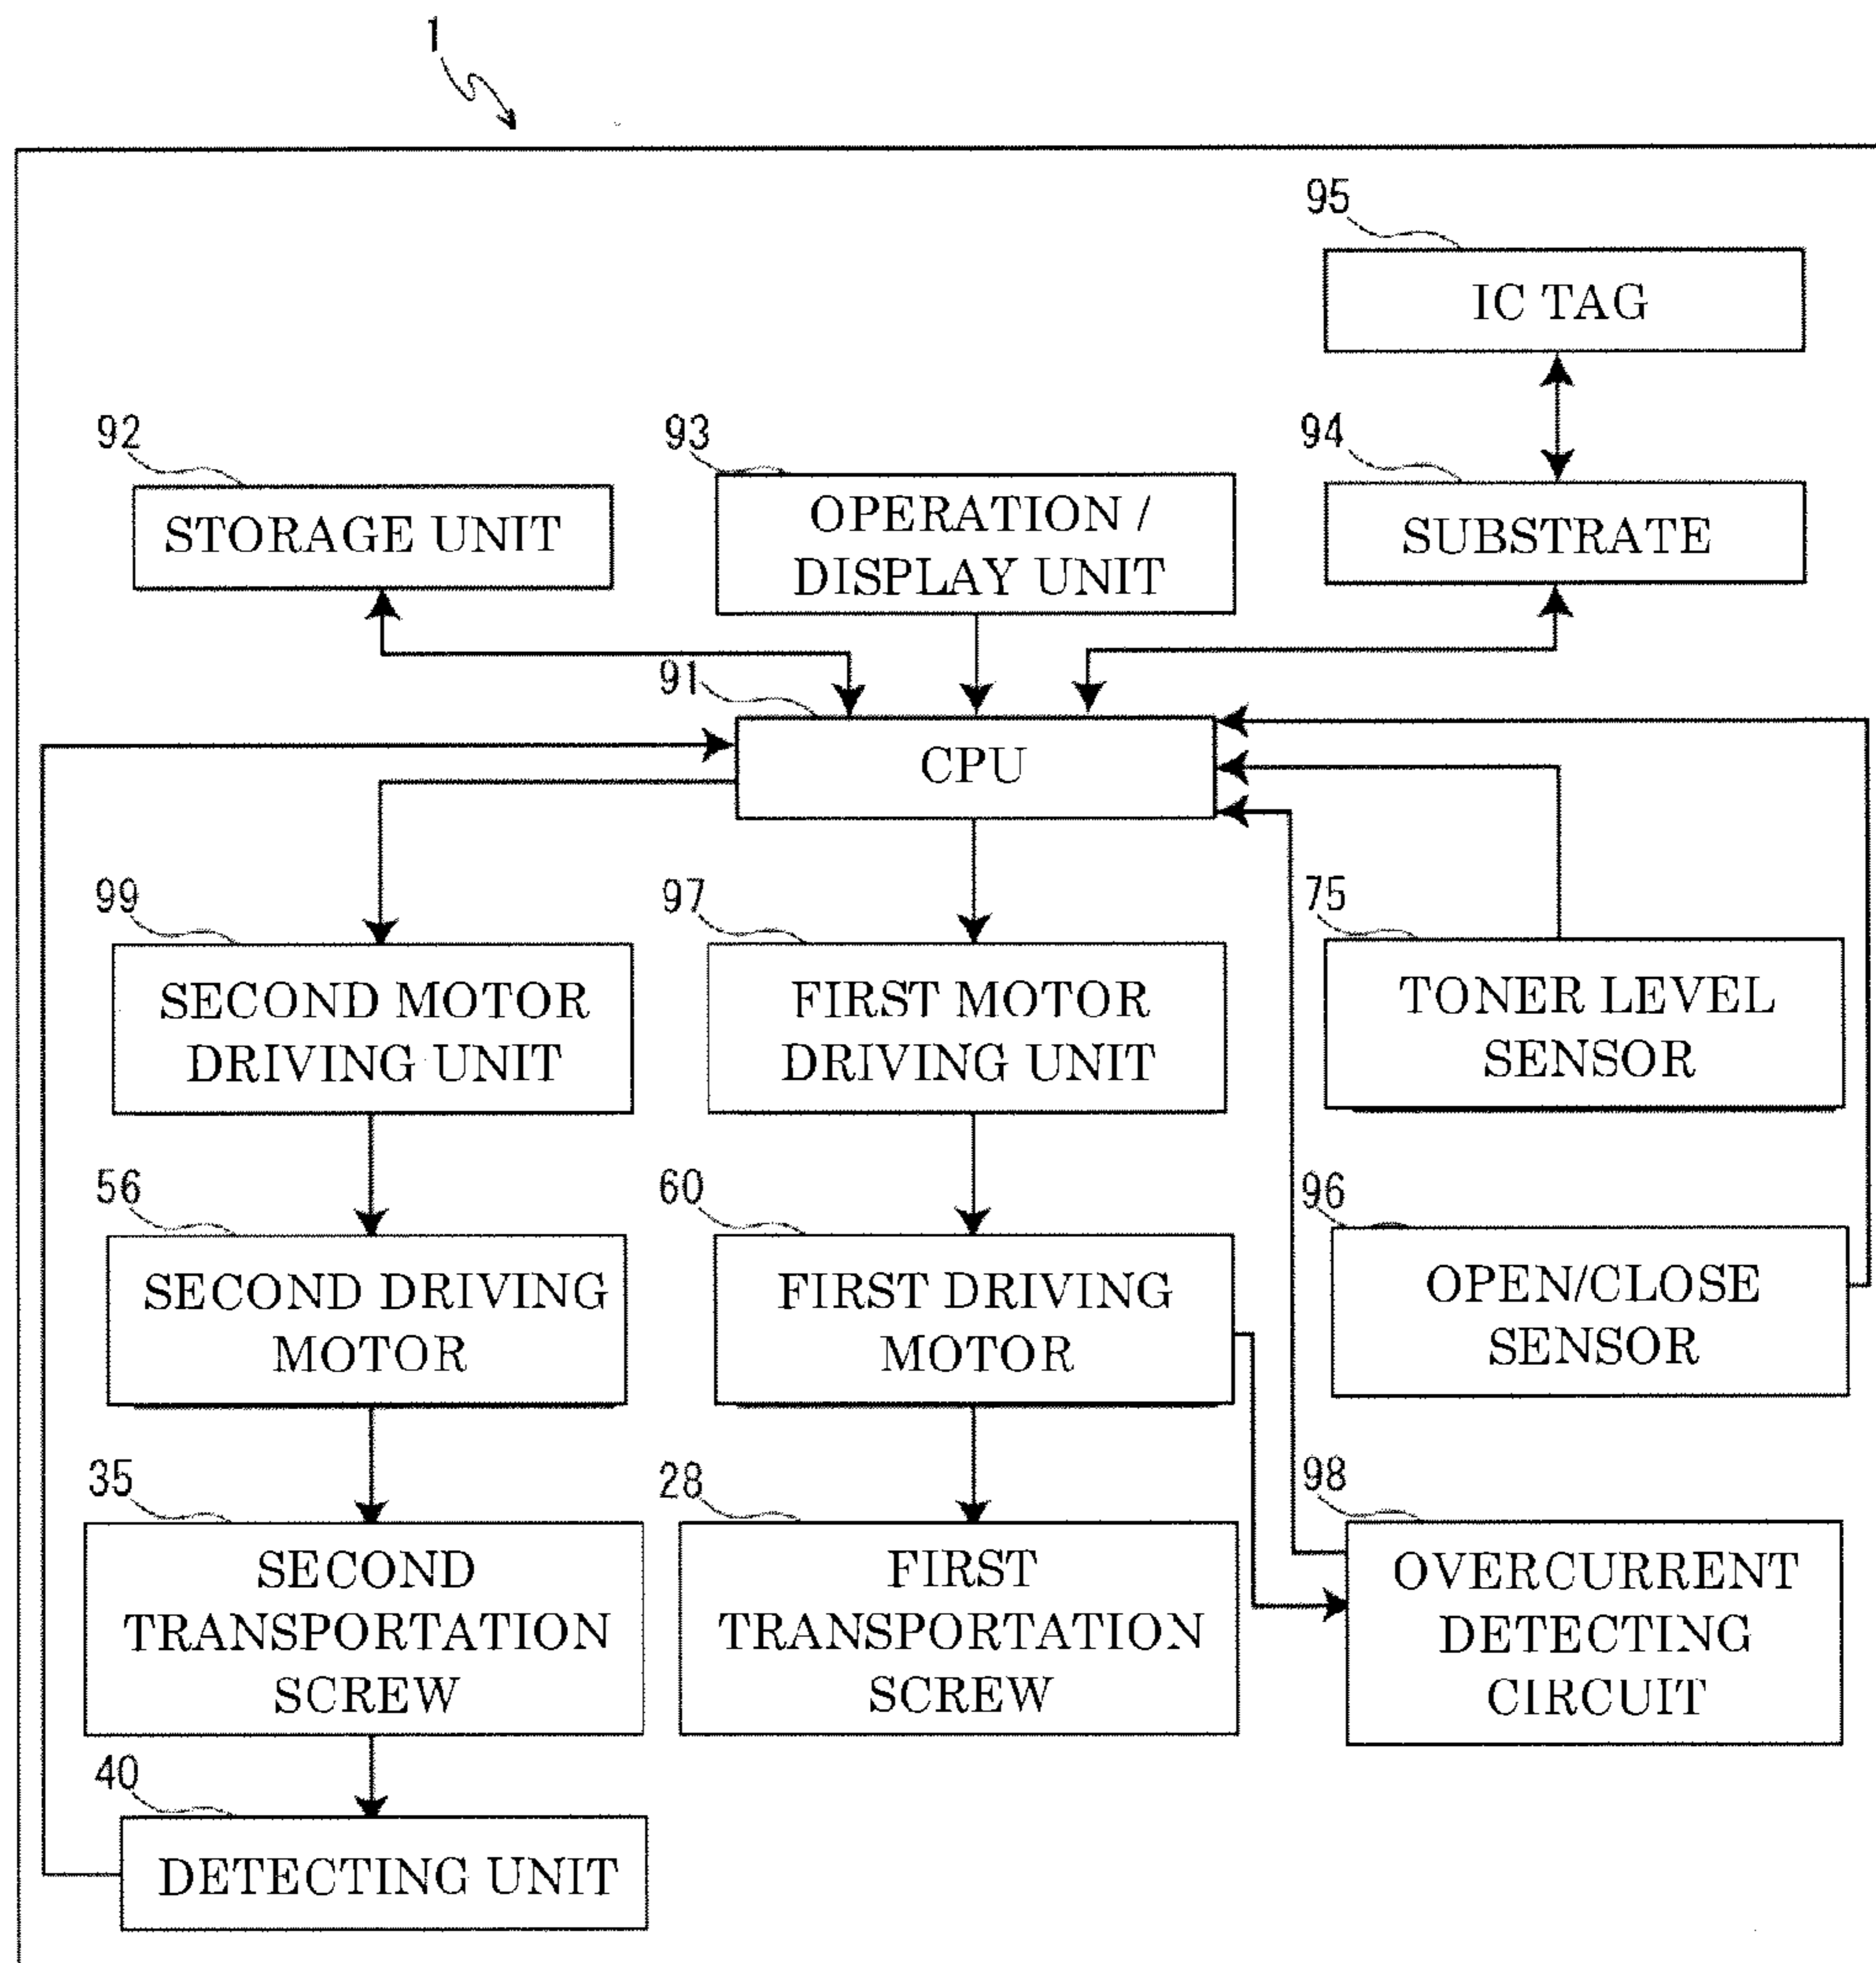 1
95
IC TAG
92
STORAGE UNIT
93
OPERATION /
DISPLAY UNIT
94
SUBSTRATE
91
CPU
99
SECOND MOTOR
DRIVING UNIT
97
FIRST MOTOR
DRIVING UNIT
75
TONER LEVEL
SENSOR
56
SECOND DRIVING
MOTOR
60
FIRST DRIVING
MOTOR
96
OPEN/CLOSE
SENSOR
35
SECOND
TRANSPORTATION
SCREW
28
FIRST
TRANSPORTATION
SCREW
98
OVERCURRENT
DETECTING
CIRCUIT
40
DETECTING UNIT